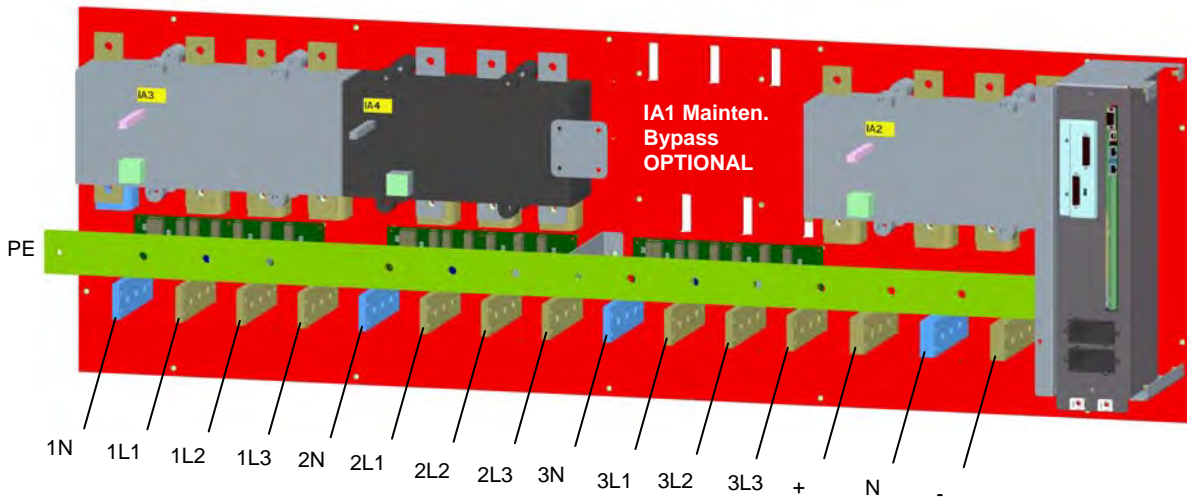 IA3
IA4
IA1 Mainten.
Bypass
OPTIONAL
IA2
PE
1N
1L1
1L2
1L3
2N
2L1
2L2
2L3
3N
3L1
3L2
3L3
+
N
-